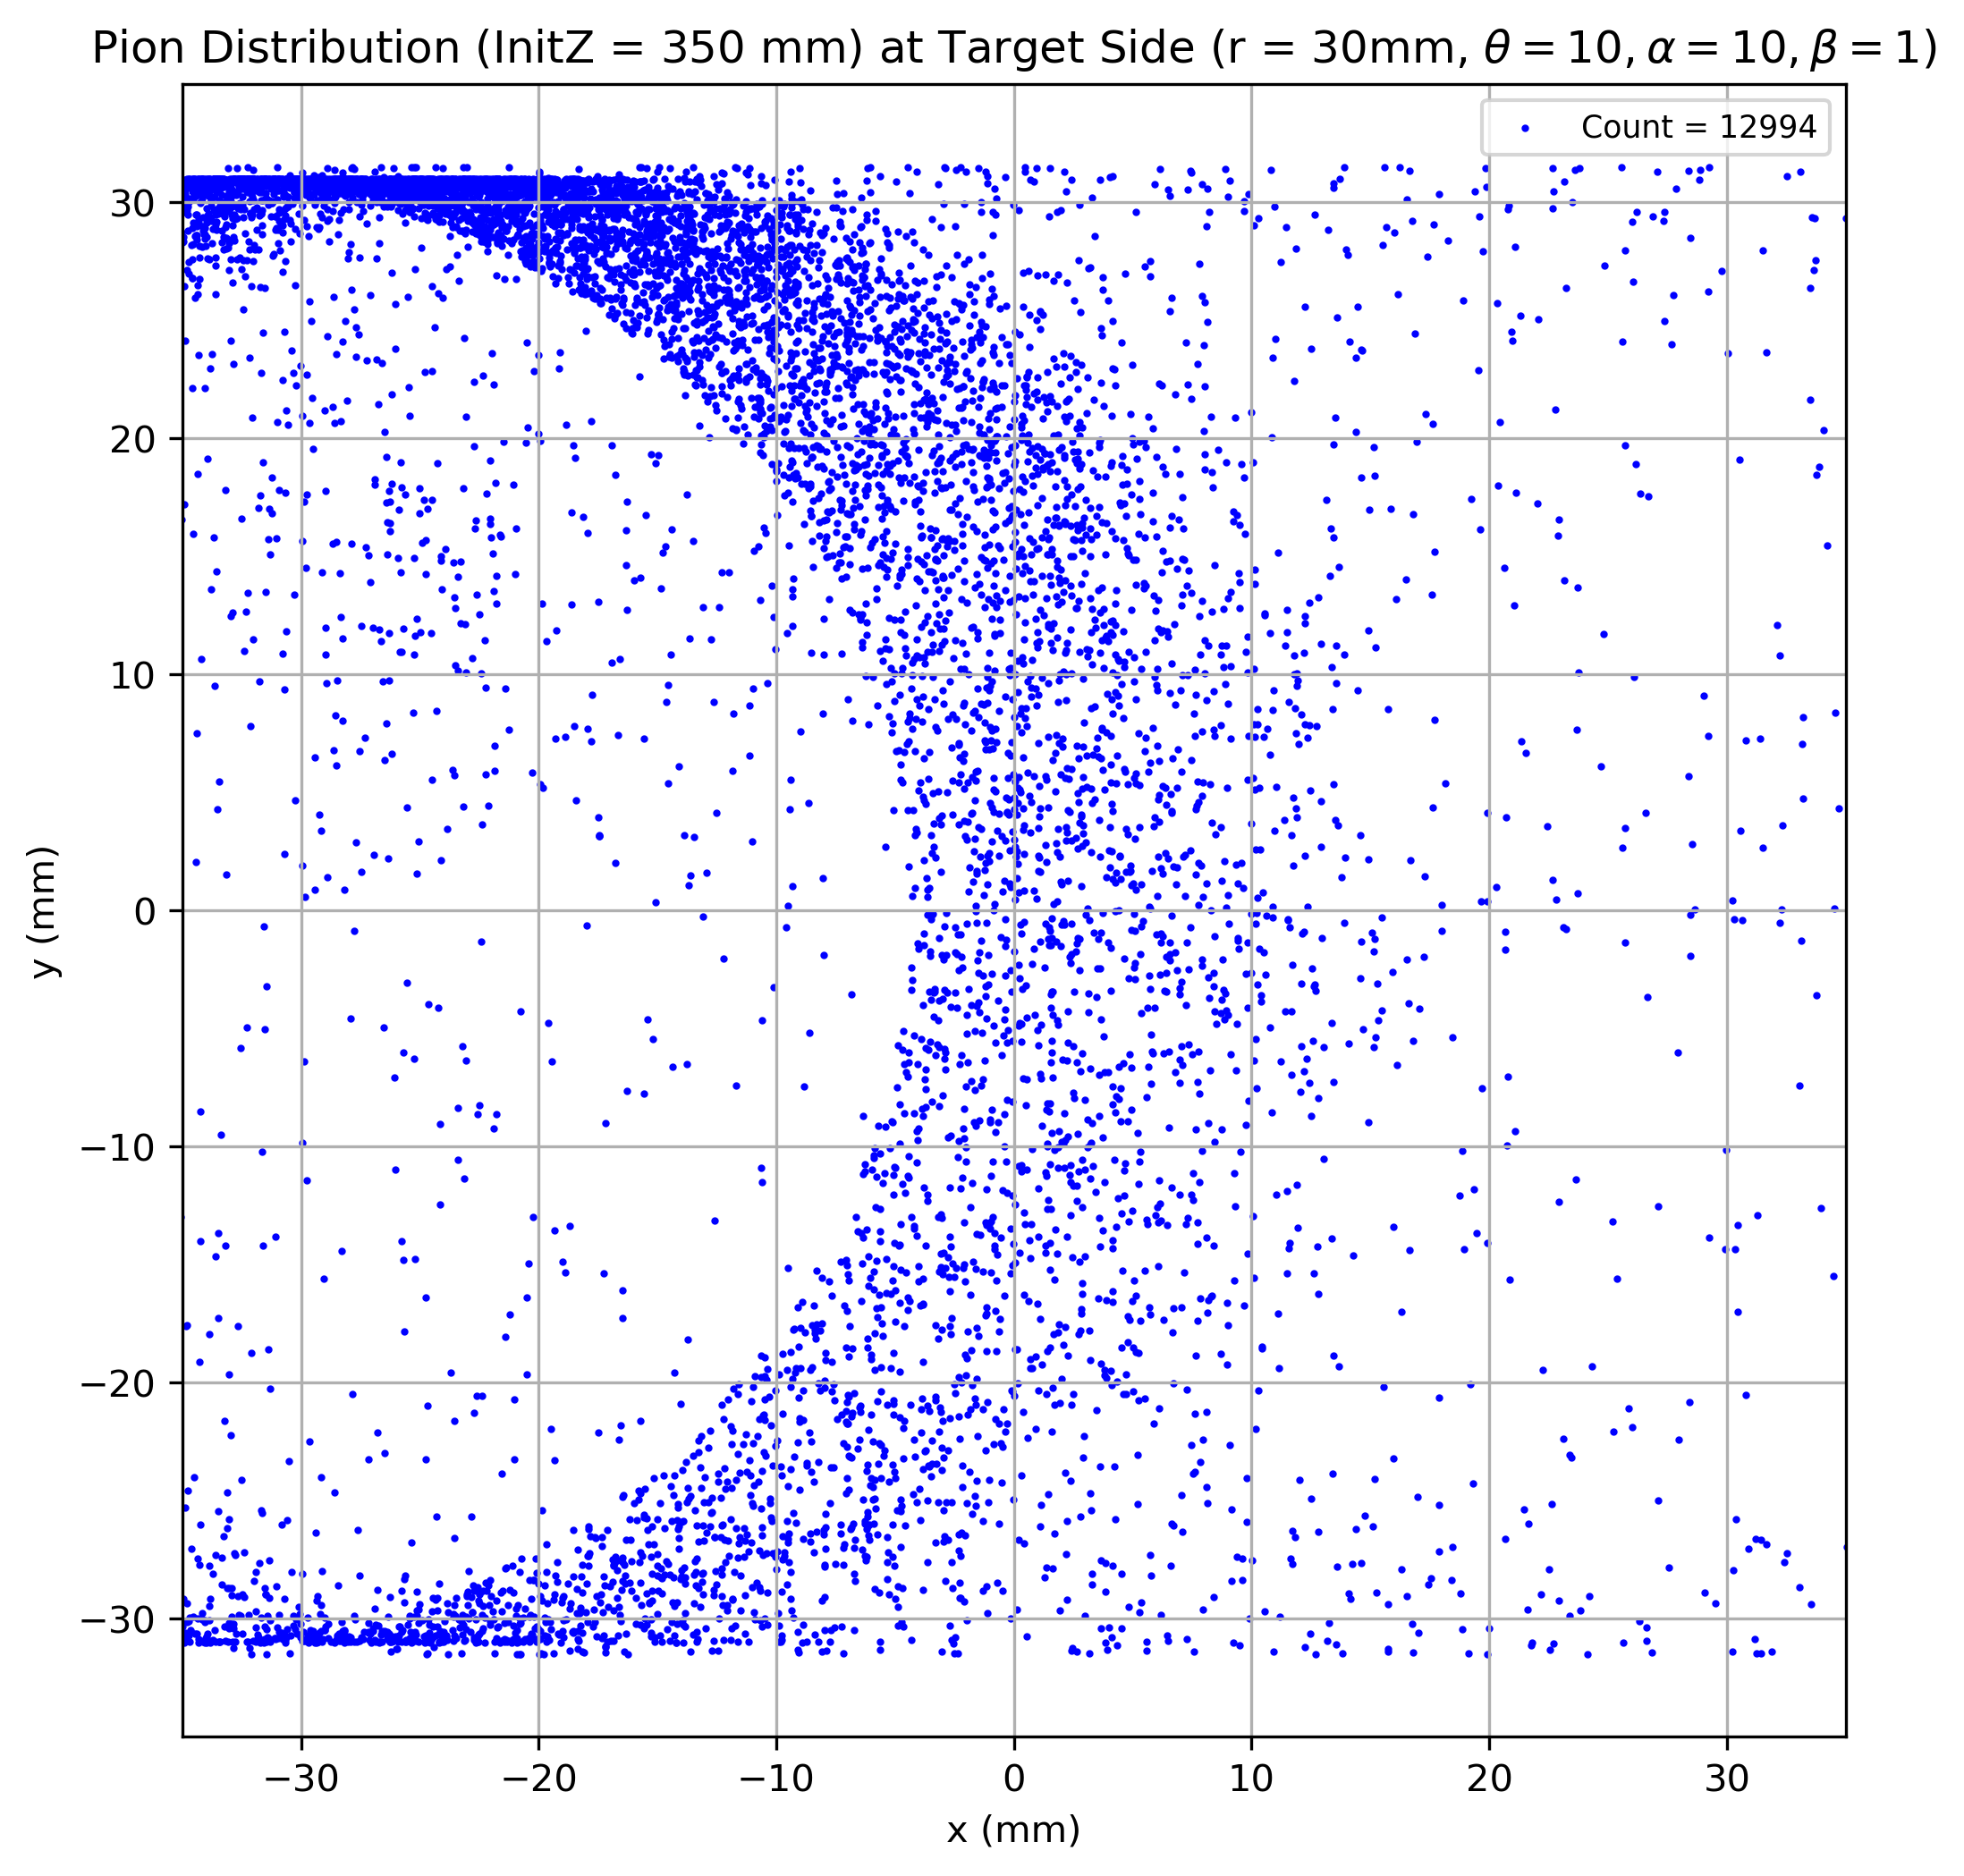 Pion Distribution (InitZ = 350 mm) at Target Side (r = 30mm, θ = 10, α = 10, β = 1)
Count = 12994
30
20
10
0
−10
−20
−30
y (mm)
−30 −20 −10 0 10 20 30
x (mm)